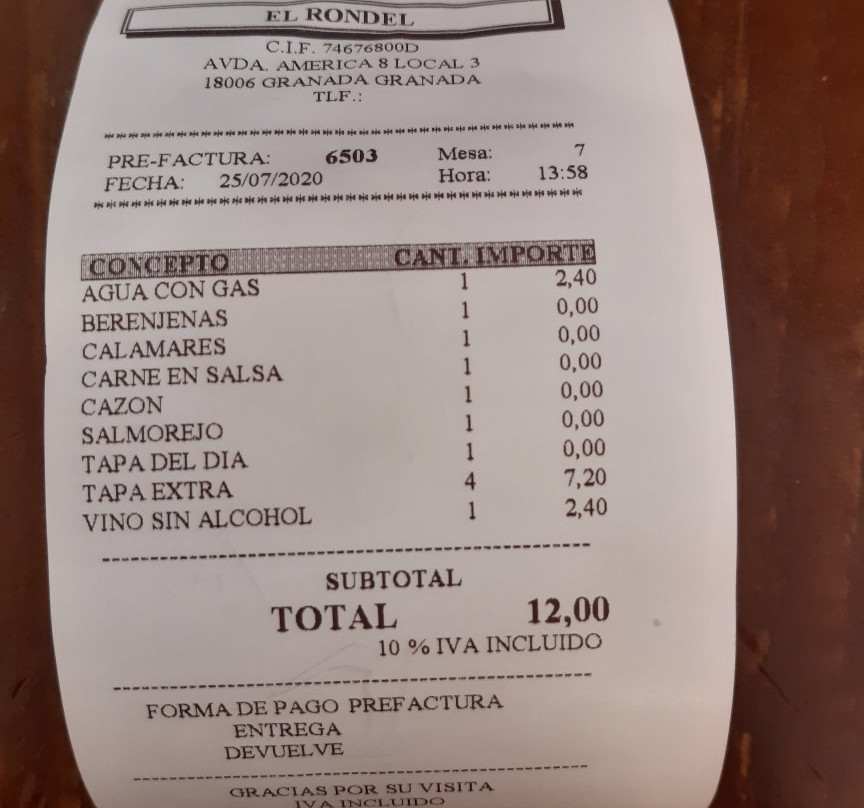 EL RONDEL
C.I.F. 74676800D
AVDA. AMERICA 8 LOCAL 3
18006 GRANADA GRANADA
TLF.:
PRE-FACTURA: 6503 Mesa: 7
FECHA: 25/07/2020 Hora: 13:58
CONCEPTO CANT. IMPORTE
AGUA CON GAS 1 2,40
BERENJENAS 1 0,00
CALAMARES 1 0,00
CARNE EN SALSA 1 0,00
CAZON 1 0,00
SALMOREJO 1 0,00
TAPA DEL DIA 1 0,00
TAPA EXTRA 4 7,20
VINO SIN ALCOHOL 1 2,40
SUBTOTAL
TOTAL 12,00
10 % IVA INCLUIDO
FORMA DE PAGO PREFACTURA
ENTREGA
DEVUELVE
GRACIAS POR SU VISITA
IVA INCLUIDO